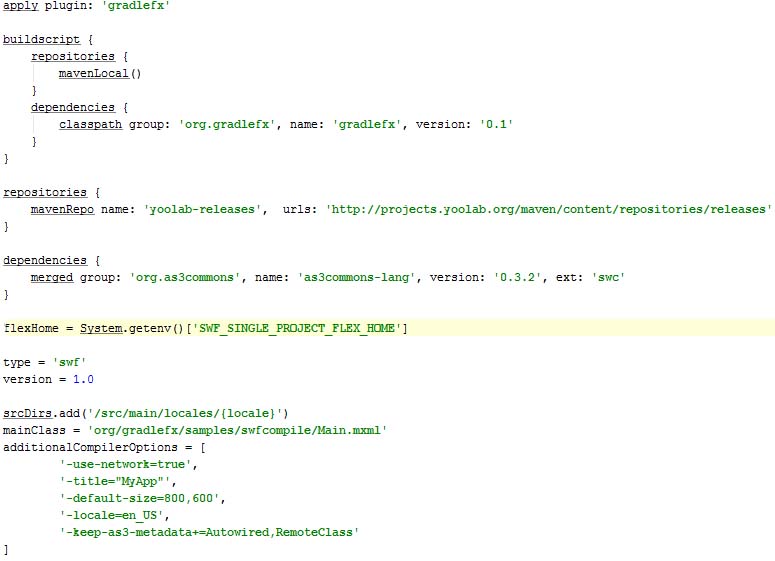 apply plugin: 'gradlefx'

buildscript {
    repositories {
        mavenLocal()
    }
    dependencies {
        classpath group: 'org.gradlefx', name: 'gradlefx', version: '0.1'
    }
}

repositories {
    mavenRepo name: 'yoolab-releases',  urls: 'http://projects.yoolab.org/maven/content/repositories/releases'
}

dependencies {
    merged group: 'org.as3commons', name: 'as3commons-lang', version: '0.3.2', ext: 'swc'
}

flexHome = System.getenv()['SWF_SINGLE_PROJECT_FLEX_HOME']

type = 'swf'
version = 1.0

srcDirs.add('/src/main/locales/{locale}')
mainClass = 'org/gradlefx/samples/swfcompile/Main.mxml'
additionalCompilerOptions = [
        '-use-network=true',
        '-title="MyApp"',
        '-default-size=800,600',
        '-locale=en_US',
        '-keep-as3-metadata+=Autowired,RemoteClass'
]